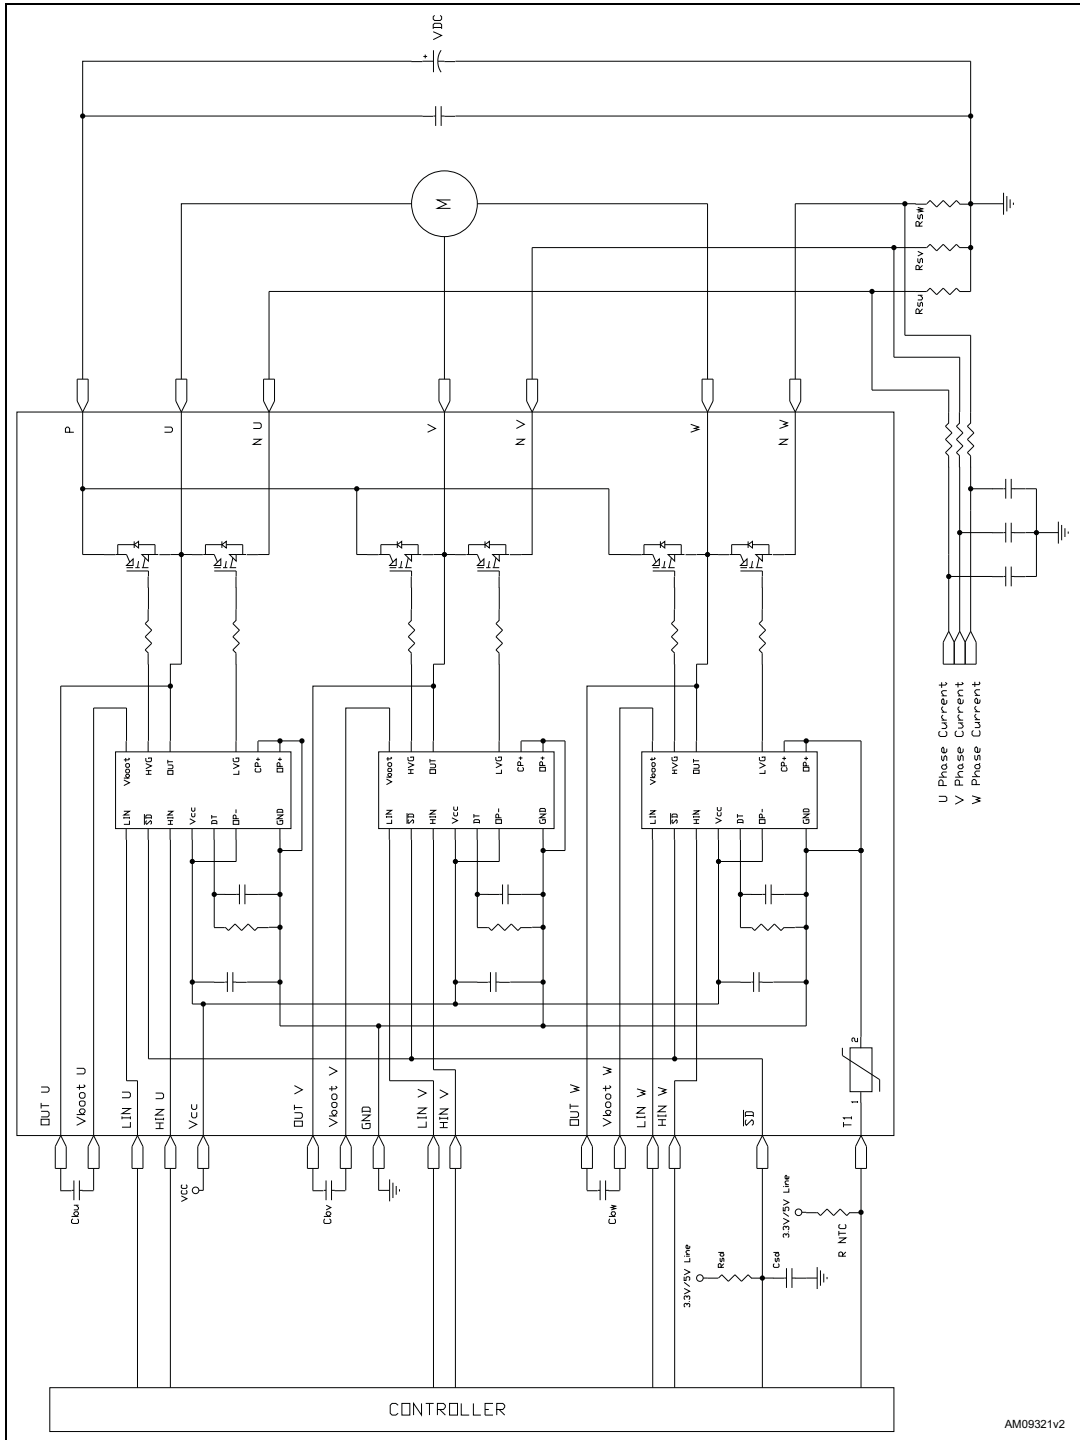 VDC
M
Rsw
Rsv
Rsu
P
U
N U
V
N V
W
N W
U Phase Current
V Phase Current
W Phase Current
Vboot
HVG
OUT
LVG
CP+
OP+
LIN
SD
HIN
Vcc
DT
OP-
GND
Vboot
HVG
OUT
LVG
CP+
OP+
LIN
SD
HIN
Vcc
DT
OP-
GND
Vboot
HVG
OUT
LVG
CP+
OP+
LIN
SD
HIN
Vcc
DT
OP-
GND
OUT U
Vboot U
LIN U
HIN U
Vcc
OUT V
Vboot V
GND
LIN V
HIN V
OUT W
Vboot W
LIN W
HIN W
SD
T1
1
2
Cbu
VCC
Cbv
Cbw
3.3V/5V Line
Rsd
Csd
3.3V/5V Line
R NTC
CONTROLLER
AM09321v2